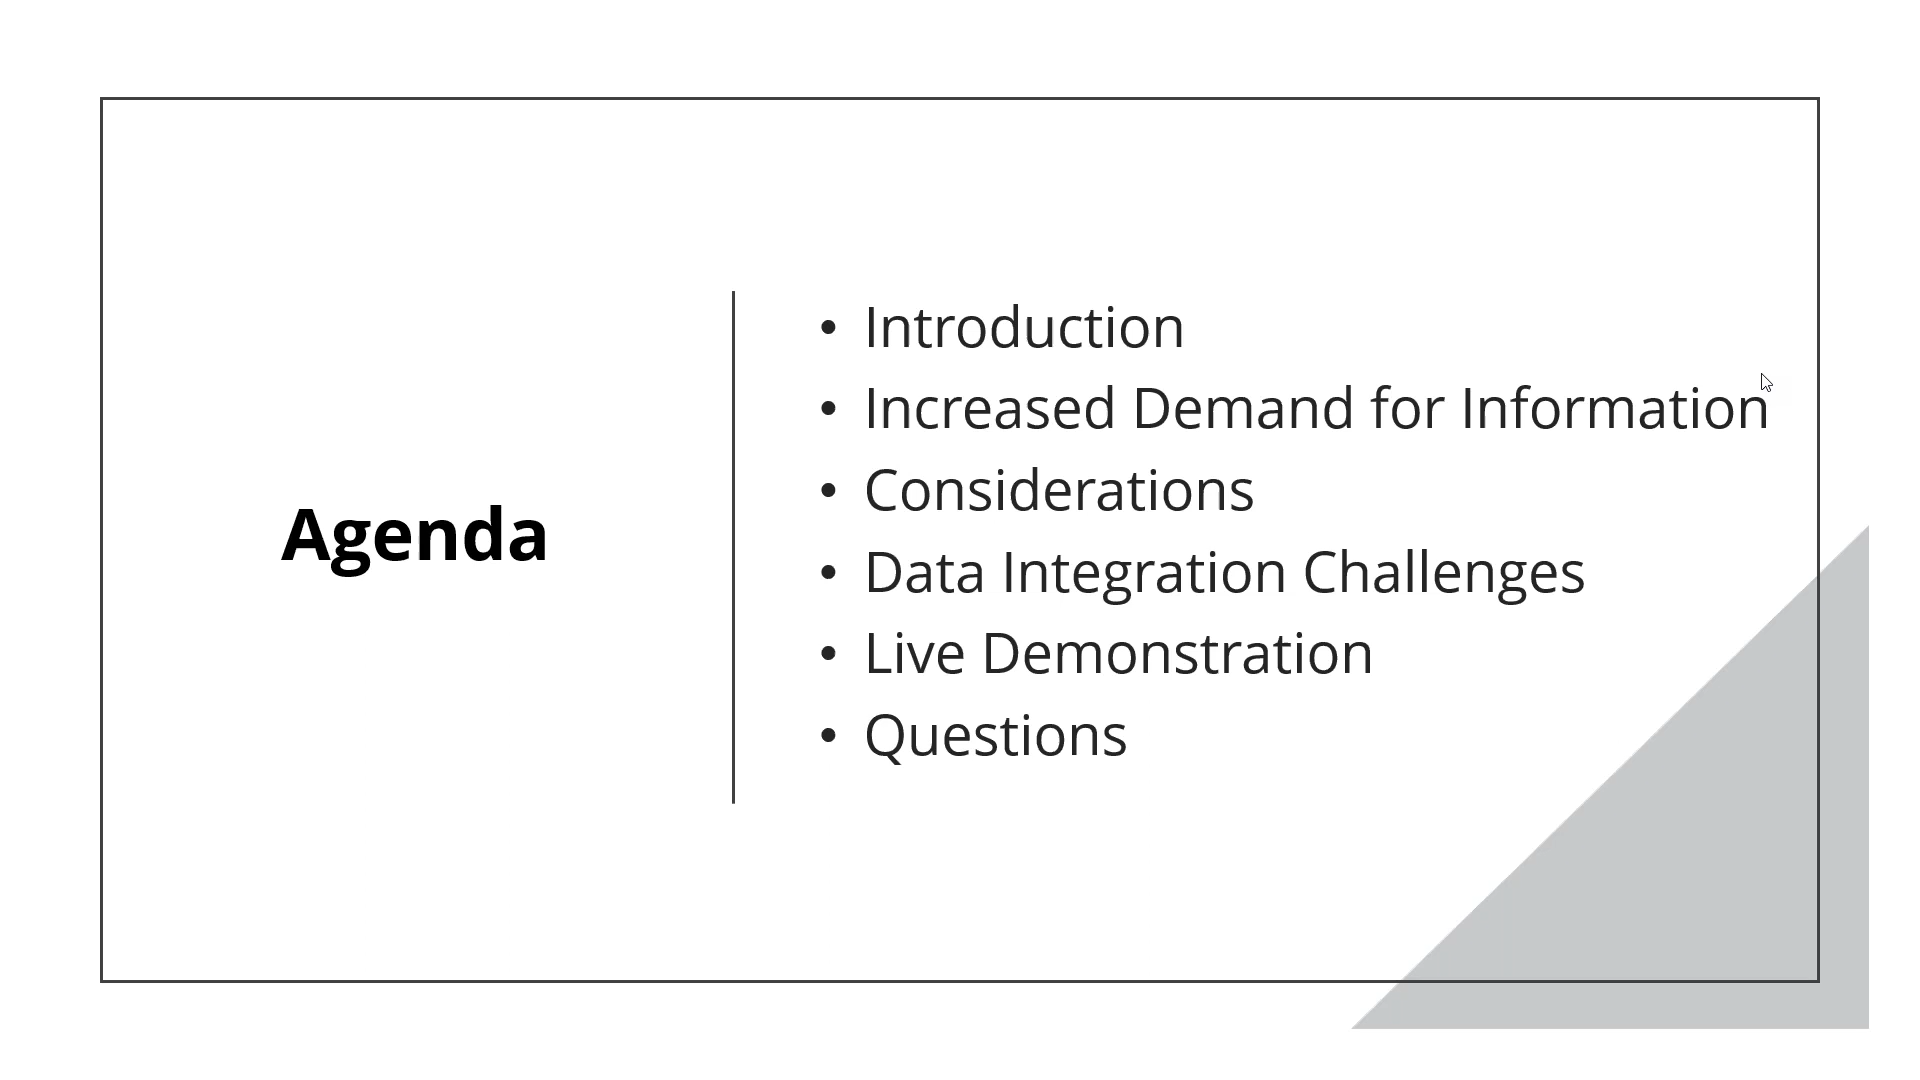 Agenda
• Introduction
• Increased Demand for Information
• Considerations
• Data Integration Challenges
• Live Demonstration
• Questions